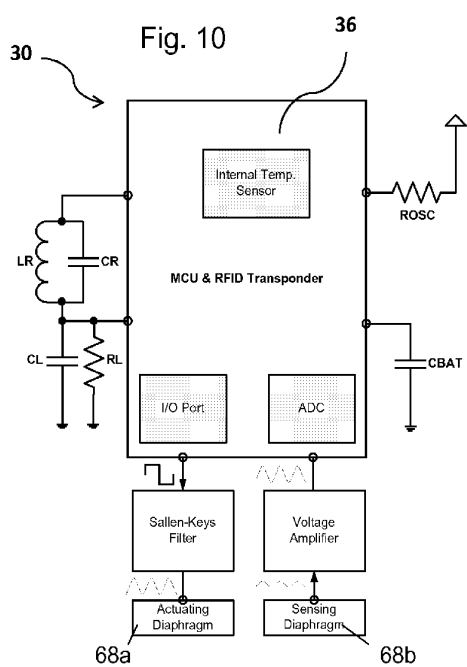 Fig. 10
30
36
Internal Temp.
Sensor
ROSC
LR
CR
MCU & RFID Transponder
CL
RL
CBAT
I/O Port
ADC
Sallen-Keys
Filter
Voltage
Amplifier
Actuating
Diaphragm
Sensing
Diaphragm
68a
68b